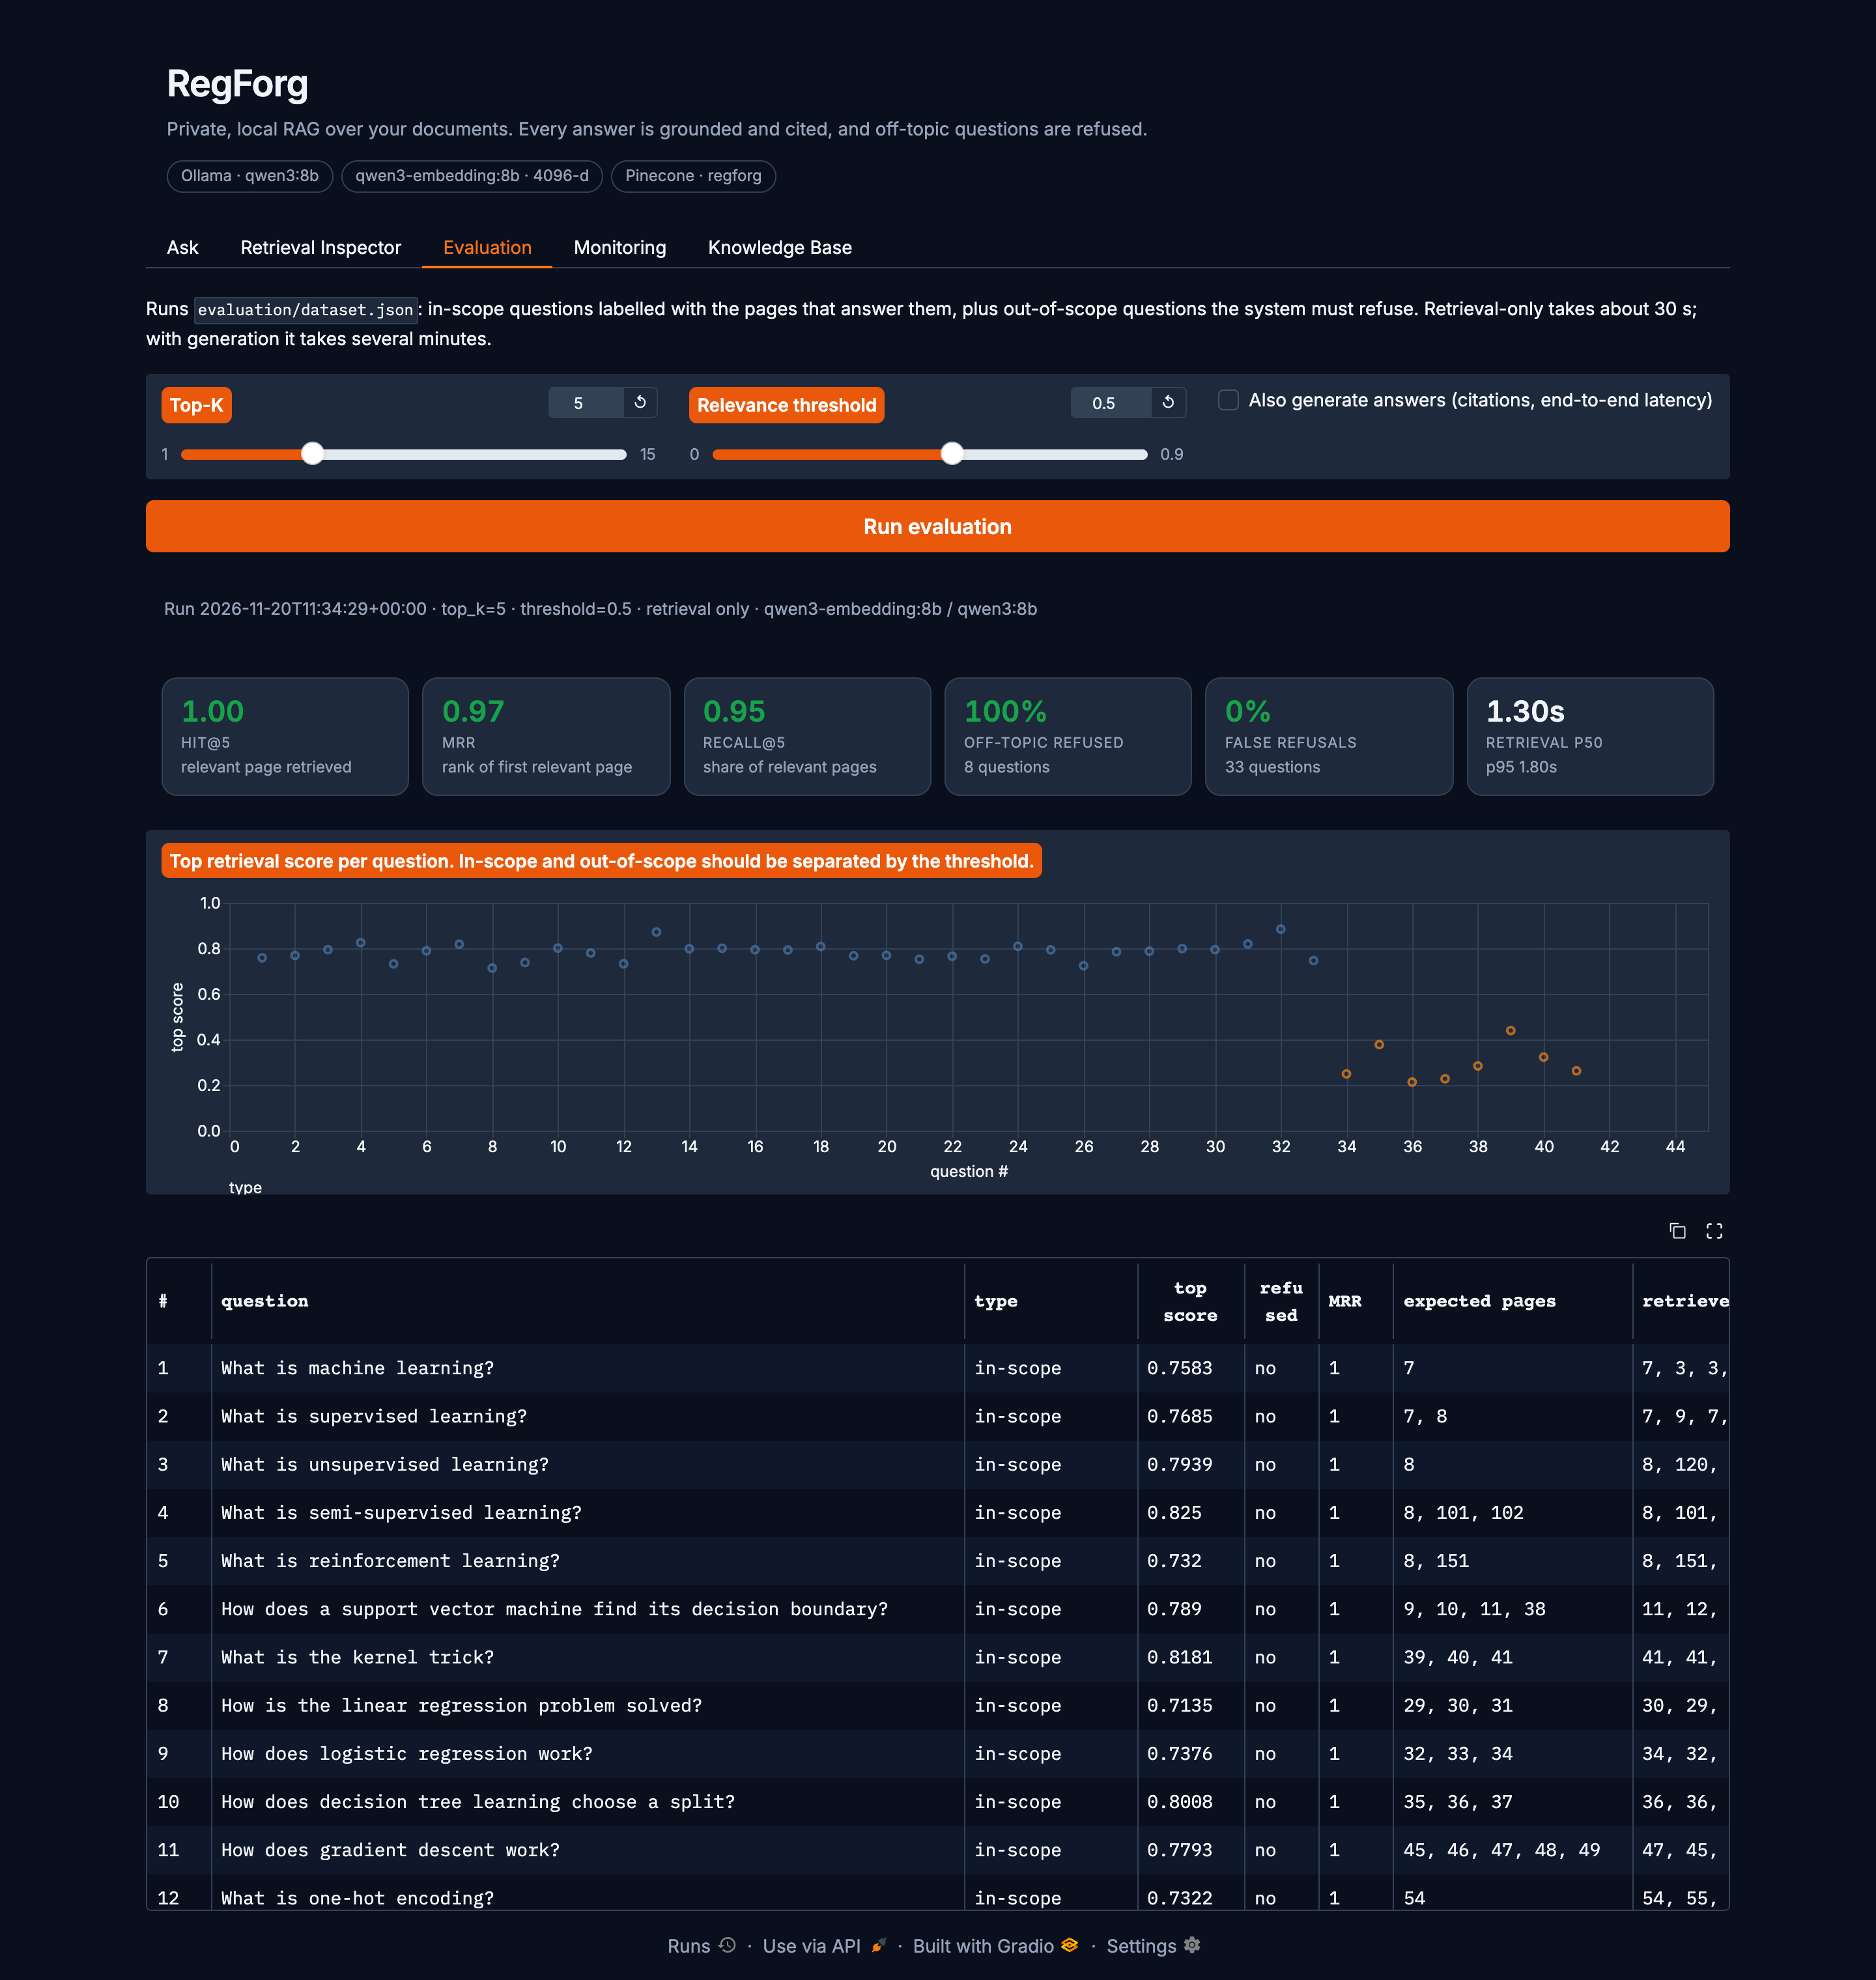 RegForg
Private, local RAG over your documents. Every answer is grounded and cited, and off-topic questions are refused.
Ollama · qwen3:8b
qwen3-embedding:8b · 4096-d
Pinecone · regforg
Ask
Retrieval Inspector
Evaluation
Monitoring
Knowledge Base
Runs evaluation/dataset.json: in-scope questions labelled with the pages that answer them, plus out-of-scope questions the system must refuse. Retrieval-only takes about 30 s;
with generation it takes several minutes.
Top-K
5
1
15
Relevance threshold
0.5
0
0.9
Also generate answers (citations, end-to-end latency)
Run evaluation
Run 2026-11-20T11:34:29+00:00 · top_k=5 · threshold=0.5 · retrieval only · qwen3-embedding:8b / qwen3:8b
1.00
HIT@5
relevant page retrieved
0.97
MRR
rank of first relevant page
0.95
RECALL@5
share of relevant pages
100%
OFF-TOPIC REFUSED
8 questions
0%
FALSE REFUSALS
33 questions
1.30s
RETRIEVAL P50
p95 1.80s
Top retrieval score per question. In-scope and out-of-scope should be separated by the threshold.
1.0
0.8
0.6
0.4
0.2
0.0
top score
0 2 4 6 8 10 12 14 16 18 20 22 24 26 28 30 32 34 36 38 40 42 44
question #
type
# question type top score refused MRR expected pages retrieve
1 What is machine learning? in-scope 0.7583 no 1 7 7, 3, 3,
2 What is supervised learning? in-scope 0.7685 no 1 7, 8 7, 9, 7,
3 What is unsupervised learning? in-scope 0.7939 no 1 8 8, 120,
4 What is semi-supervised learning? in-scope 0.825 no 1 8, 101, 102 8, 101,
5 What is reinforcement learning? in-scope 0.732 no 1 8, 151 8, 151,
6 How does a support vector machine find its decision boundary? in-scope 0.789 no 1 9, 10, 11, 38 11, 12,
7 What is the kernel trick? in-scope 0.8181 no 1 39, 40, 41 41, 41,
8 How is the linear regression problem solved? in-scope 0.7135 no 1 29, 30, 31 30, 29,
9 How does logistic regression work? in-scope 0.7376 no 1 32, 33, 34 34, 32,
10 How does decision tree learning choose a split? in-scope 0.8008 no 1 35, 36, 37 36, 36,
11 How does gradient descent work? in-scope 0.7793 no 1 45, 46, 47, 48, 49 47, 45,
12 What is one-hot encoding? in-scope 0.7322 no 1 54 54, 55,
Runs · Use via API · Built with Gradio · Settings